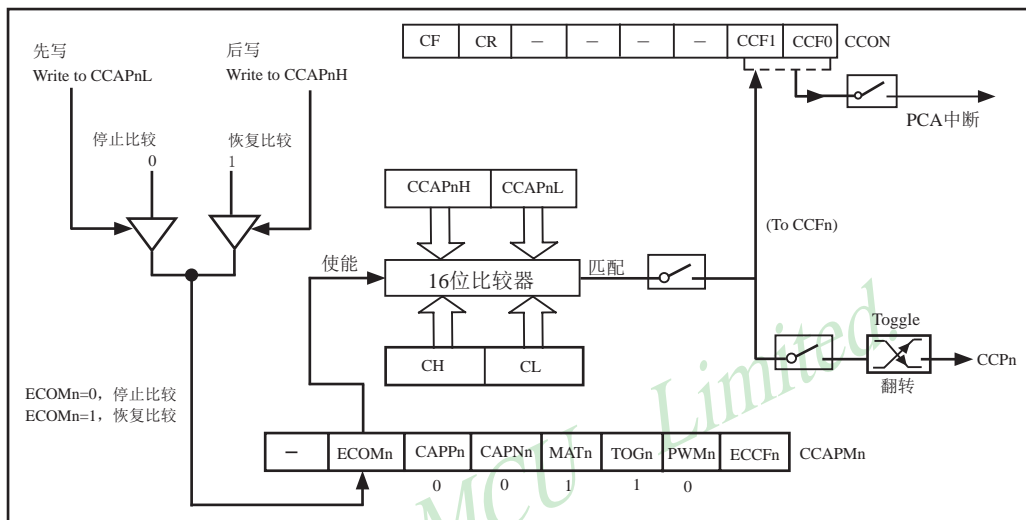 先写
Write to CCAPnL
后写
Write to CCAPnH
CF CR — — — — CCF1 CCF0 CCON
PCA中断
停止比较
0
恢复比较
1
CCAPnH CCAPnL
(To CCFn)
使能
16位比较器
匹配
CH CL
Toggle
翻转
CCPn
ECOMn=0，停止比较
ECOMn=1，恢复比较
— ECOMn CAPPn CAPNn MATn TOGn PWMn ECCFn CCAPMn
0 0 1 1 0
MCU Limited.